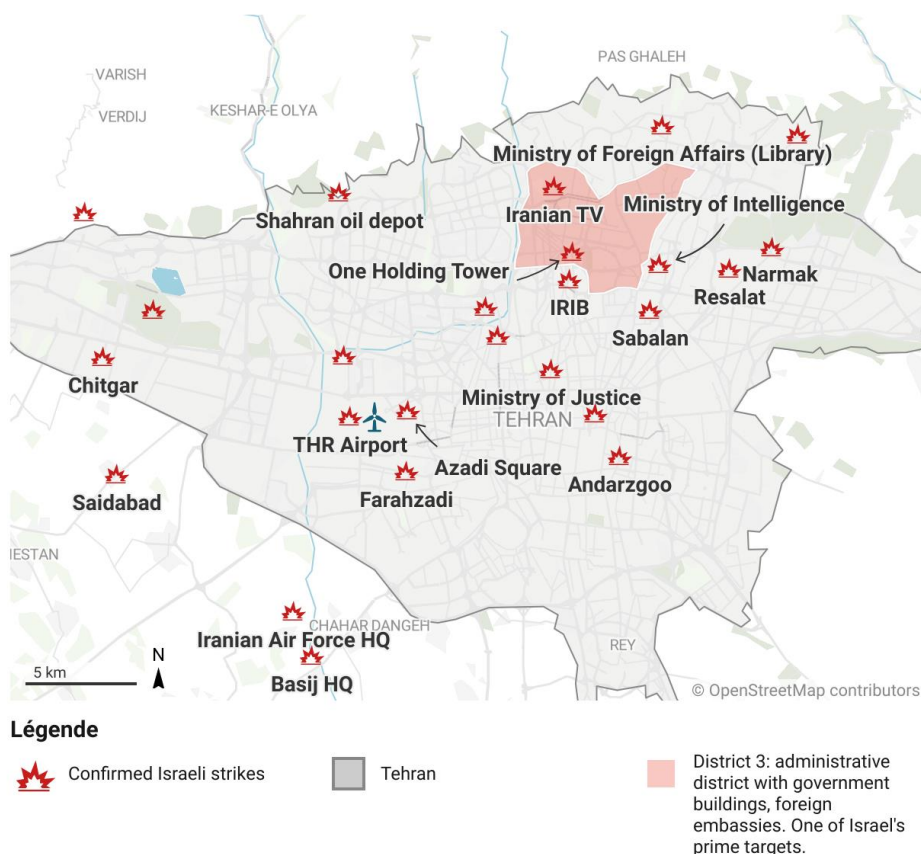 PAS GHALEH
VARISH
KESHAR-E OLYA
VERDIJ
Ministry of Foreign Affairs (Library)
Shahran oil depot
Iranian TV
Ministry of Intelligence
One Holding Tower
IRIB
Narmak
Resalat
Sabalan
Chitgar
Ministry of Justice
TEHRAN
THR Airport
Azadi Square
Farahzadi
Andarzgoo
Saidabad
IESTAN
CHAHAR DANGEH
Iranian Air Force HQ
REY
Basij HQ
5 km
N
© OpenStreetMap contributors
Légende
Confirmed Israeli strikes
Tehran
District 3: administrative
district with government
buildings, foreign
embassies. One of Israel's
prime targets.